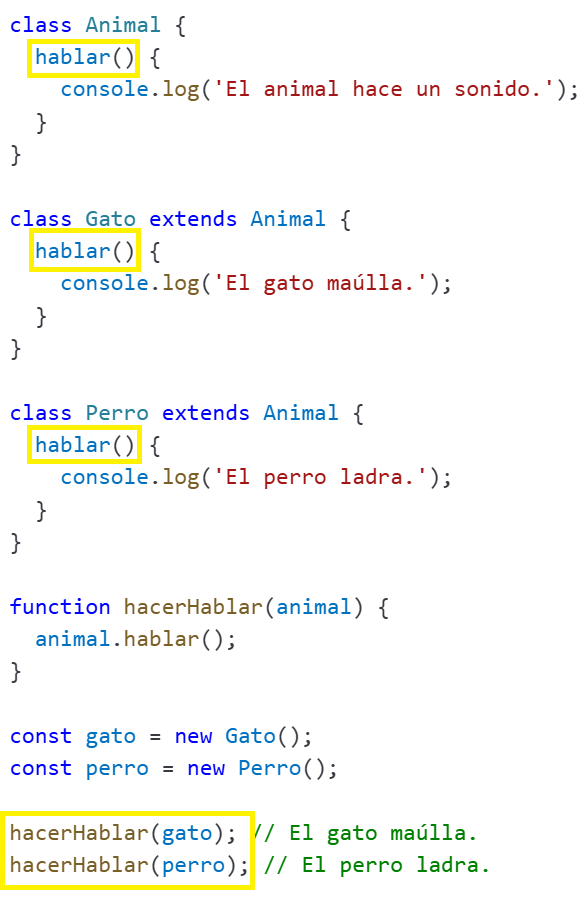 class Animal {
  hablar() {
    console.log('El animal hace un sonido.');
  }
}

class Gato extends Animal {
  hablar() {
    console.log('El gato maúlla.');
  }
}

class Perro extends Animal {
  hablar() {
    console.log('El perro ladra.');
  }
}

function hacerHablar(animal) {
  animal.hablar();
}

const gato = new Gato();
const perro = new Perro();

hacerHablar(gato); // El gato maúlla.
hacerHablar(perro); // El perro ladra.